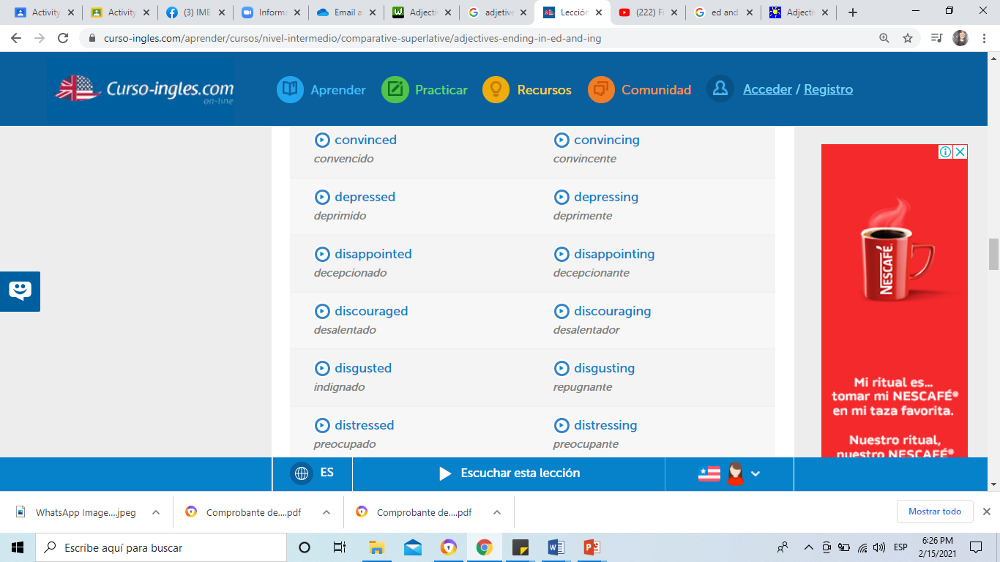 Activity
Activity
(3) IME
Informa
Email a
Adjectiv
adjetive
Lección
(222) Fi
ed and
Adjectiv
curso-ingles.com/aprender/cursos/nivel-intermedio/comparative-superlative/adjectives-ending-in-ed-and-ing
Curso-ingles.com
on-line
Aprender
Practicar
Recursos
Comunidad
Acceder / Registro
convinced convincing
convencido convincente
depressed depressing
deprimido deprimente
disappointed disappointing
decepcionado decepcionante
discouraged discouraging
desalentado desalentador
disgusted disgusting
indignado repugnante
distressed distressing
preocupado preocupante
NESCAFÉ
Mi ritual es...
tomar mi NESCAFÉ®
en mi taza favorita.
Nuestro ritual,
nuestro NESCAFÉ®
ES
Escuchar esta lección
WhatsApp Image....jpeg
Comprobante de....pdf
Comprobante de....pdf
Mostrar todo
Escribe aquí para buscar
ESP
6:26 PM
2/15/2021